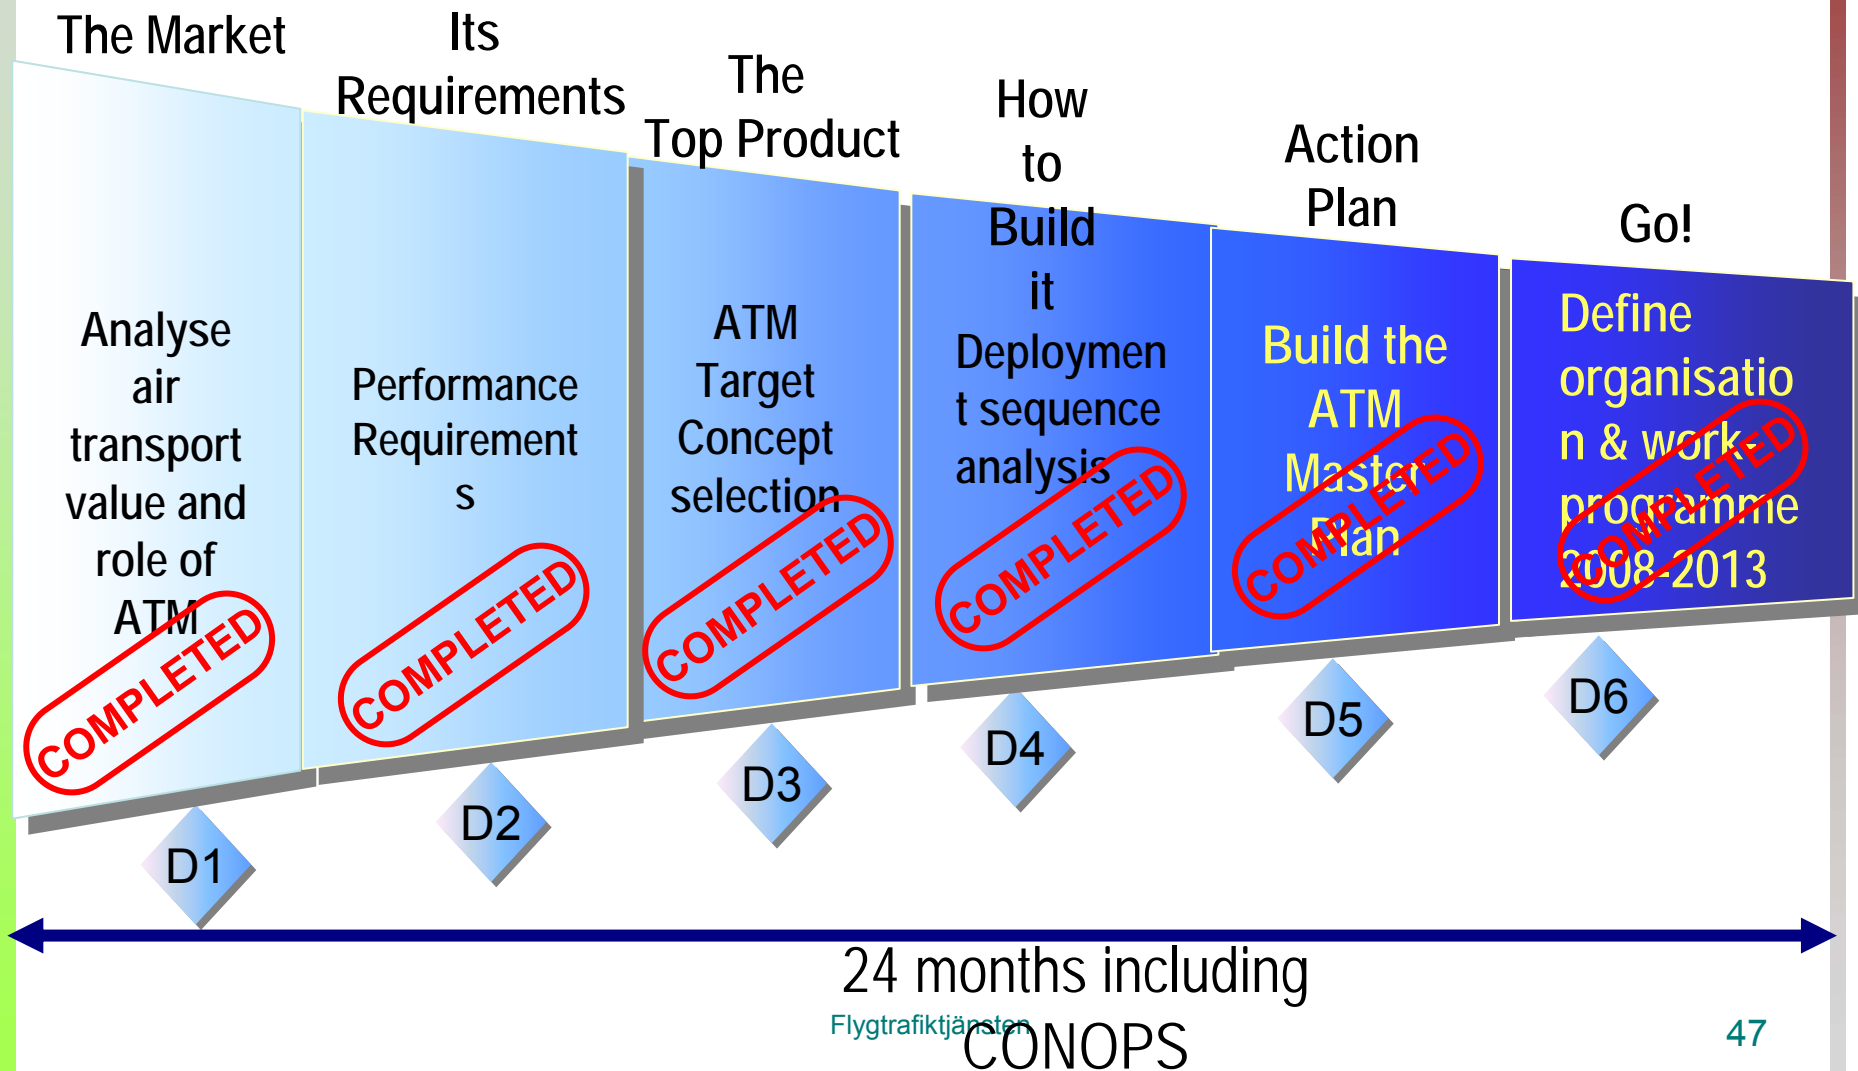 The Market
Its
Requirements
The
Top Product
How
to
Build
it
Action
Plan
Go!
Analyse
air
transport
value and
role of
ATM
COMPLETED
Performance
Requirement
s
COMPLETED
ATM
Target
Concept
selection
COMPLETED
Deploymen
t sequence
analysis
COMPLETED
Build the
ATM
Master
Plan
COMPLETED
Define
organisatio
n & work-
programme
2008-2013
COMPLETED
D1
D2
D3
D4
D5
D6
24 months including
CONOPS
Flygtrafiktjänsten
47